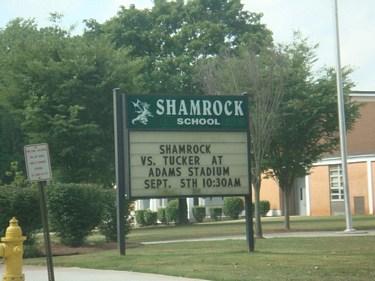 SHAMROCK
SCHOOL
SHAMROCK
VS. TUCKER AT
ADAMS STADIUM
SEPT. 5TH 10:30AM